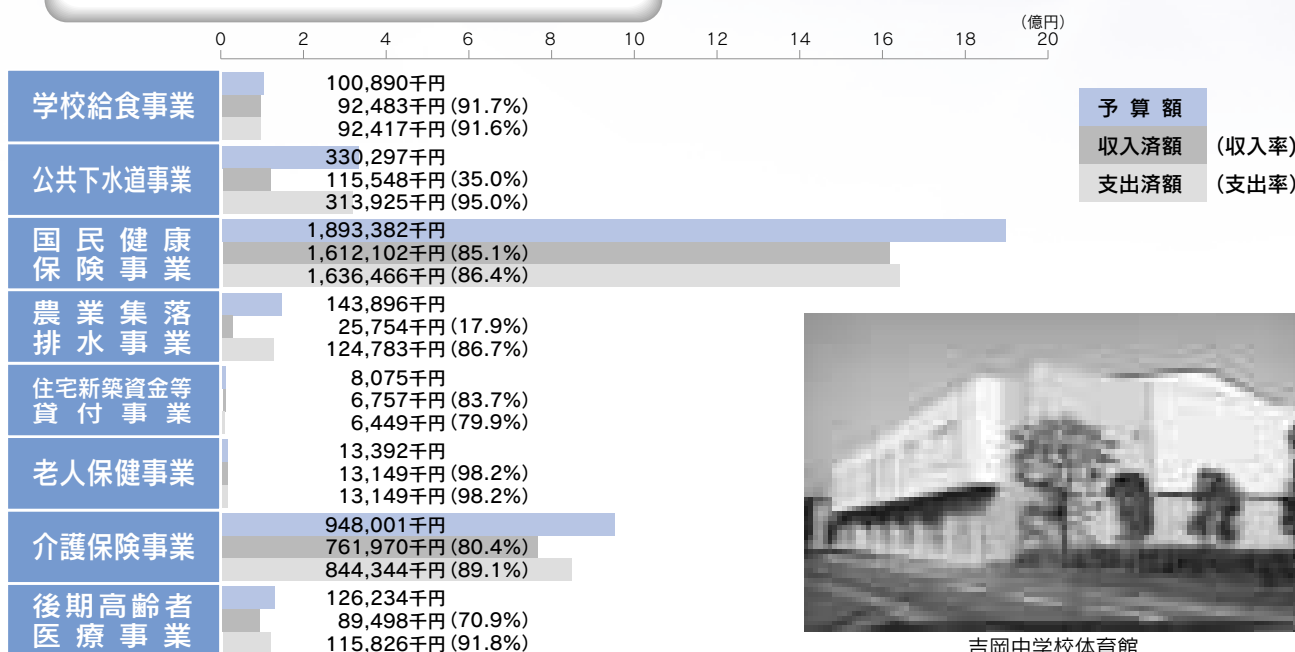 (億円)
0 2 4 6 8 10 12 14 16 18 20
学校給食事業
100,890千円
92,483千円(91.7%)
92,417千円(91.6%)
公共下水道事業
330,297千円
115,548千円(35.0%)
313,925千円(95.0%)
国民健康
保険事業
1,893,382千円
1,612,102千円(85.1%)
1,636,466千円(86.4%)
農業集落
排水事業
143,896千円
25,754千円(17.9%)
124,783千円(86.7%)
住宅新築資金等
貸付事業
8,075千円
6,757千円(83.7%)
6,449千円(79.9%)
老人保健事業
13,392千円
13,149千円(98.2%)
13,149千円(98.2%)
介護保険事業
948,001千円
761,970千円(80.4%)
844,344千円(89.1%)
後期高齢者
医療事業
126,234千円
89,498千円(70.9%)
115,826千円(91.8%)
予算額
収入済額 (収入率)
支出済額 (支出率)
吉岡中学校体育館